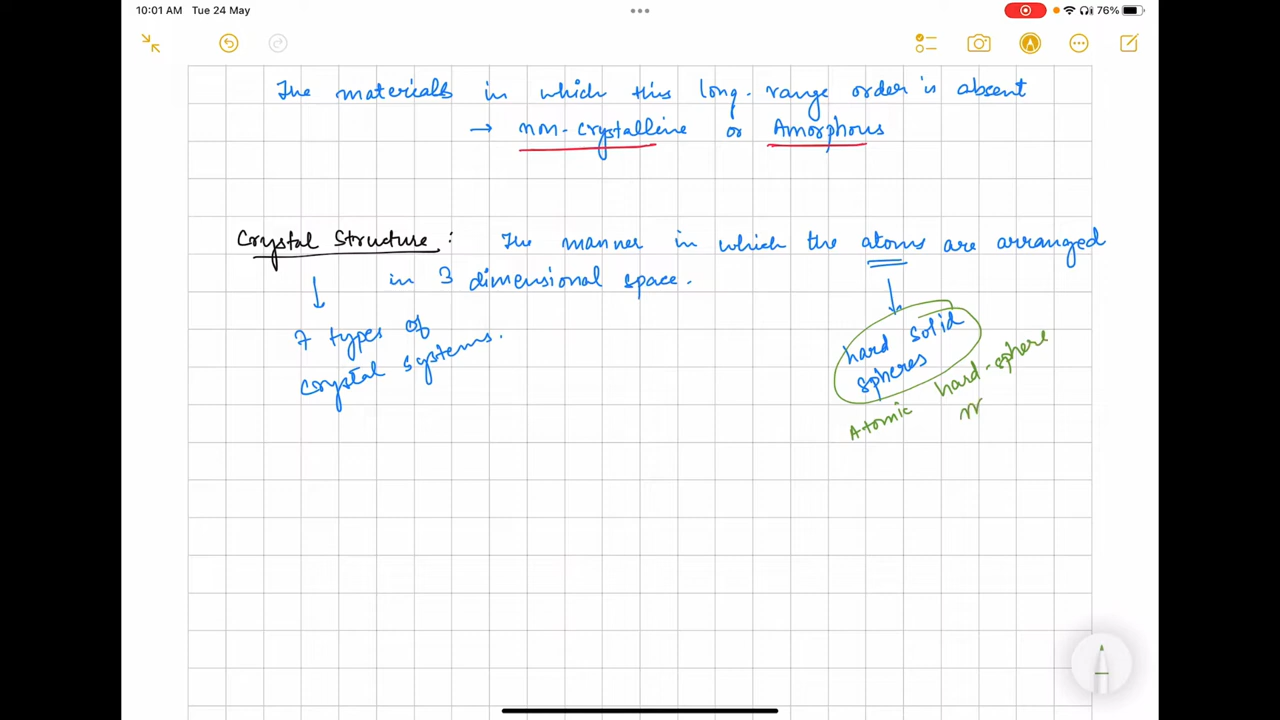 10:01 AM Tue 24 May
76%
The materials in which this long-range order is absent
→ non-crystalline or Amorphous
Crystal Structure : The manner in which the atoms are arranged
in 3 dimensional space.
7 types of
crystal systems.
hard solid
spheres
Atomic hard-sphere
m